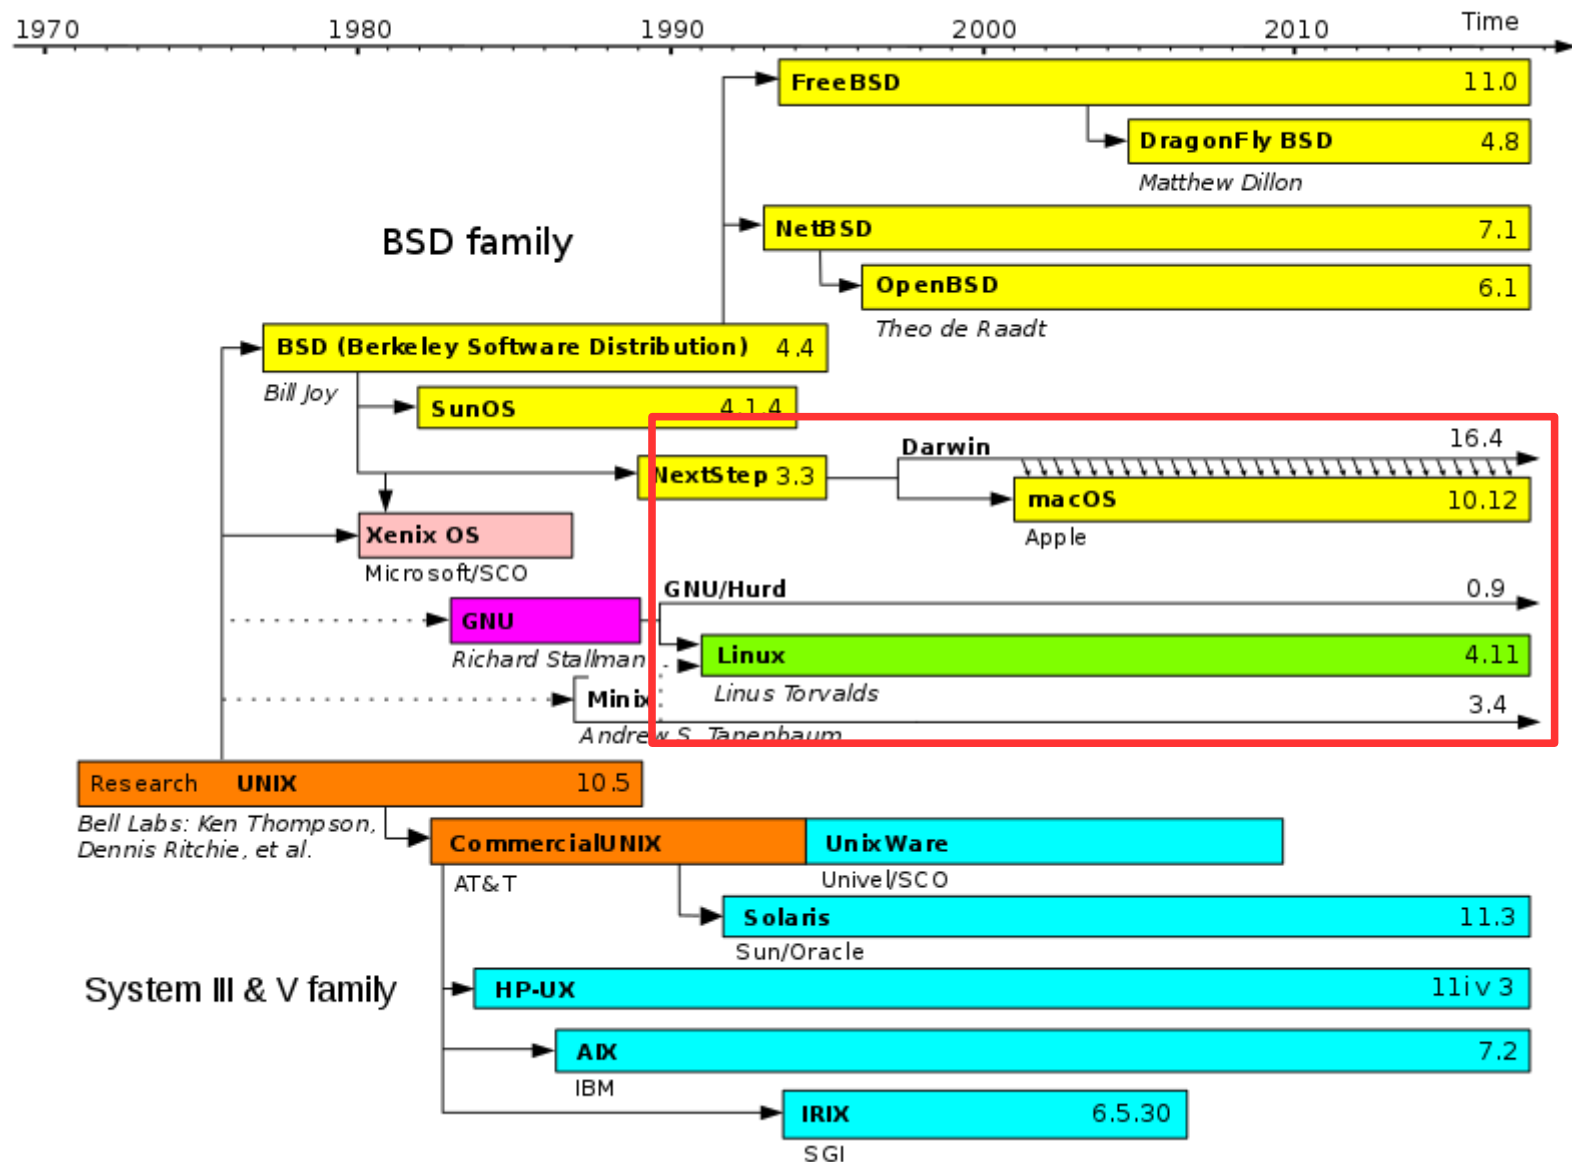 1970 1980 1990 2000 2010 Time
FreeBSD 11.0
DragonFly BSD 4.8
Matthew Dillon
BSD family
NetBSD 7.1
OpenBSD 6.1
Theo de Raadt
BSD (Berkeley Software Distribution) 4.4
Bill Joy
SunOS 4.1.4
Darwin 16.4
NextStep 3.3
macOS 10.12
Apple
Xenix OS
Microsoft/SCO
GNU/Hurd 0.9
GNU
Richard Stallman
Linux 4.11
Linus Torvalds
Minix 3.4
Andrew S. Tanenbaum
Research UNIX 10.5
Bell Labs: Ken Thompson,
Dennis Ritchie, et al.
CommercialUNIX UnixWare
AT&T Univel/SCO
Solaris 11.3
Sun/Oracle
System III & V family
HP-UX 11i v 3
AIX 7.2
IBM
IRIX 6.5.30
SGI